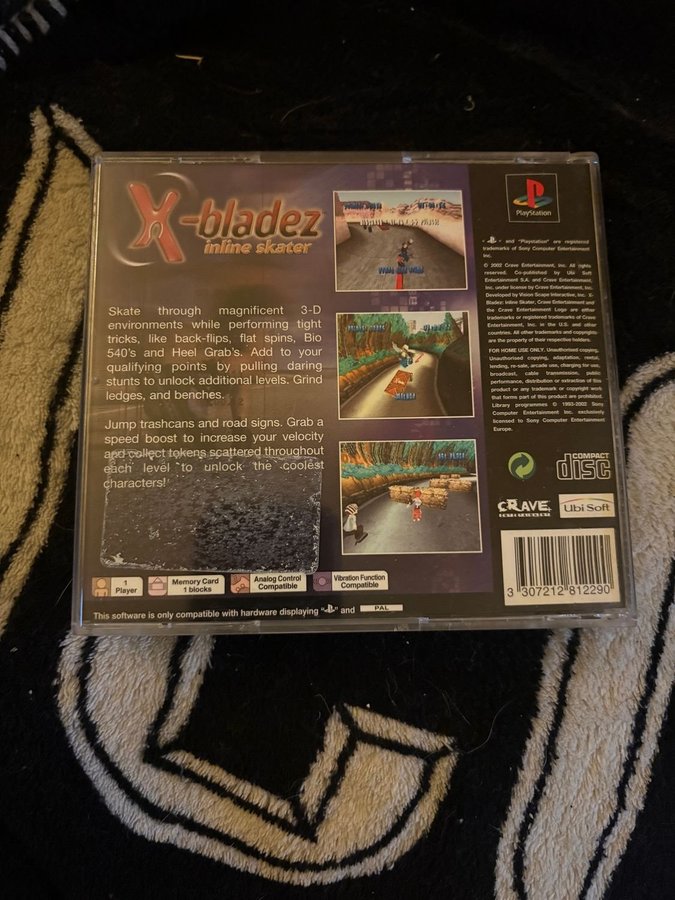 X-bladez
inline skater
Skate through magnificent 3-D
environments while performing tight
tricks, like back-flips, flat spins, Bio
540's and Heel Grab's. Add to your
qualifying points by pulling daring
stunts to unlock additional levels. Grind
ledges, and benches.
Jump trashcans and road signs. Grab a
speed boost to increase your velocity
and collect tokens scattered throughout
each level to unlock the coolest
characters!
1
Player
Memory Card
1 blocks
Analog Control
Compatible
Vibration Function
Compatible
This software is only compatible with hardware displaying and PAL
PlayStation
and "Playstation" are registered
trademarks of Sony Computer Entertainment
Inc.
© 2002 Crave Entertainment, Inc. All rights
reserved. Co-published by Ubi Soft
Entertainment S.A. and Crave Entertainment,
Inc. under license by Crave Entertainment, Inc.
Developed by Vision Scape Interactive, Inc. X-
Bladez: Inline Skater, Crave Entertainment and
the Crave Entertainment Logo are either
trademarks or registered trademarks of Crave
Entertainment, Inc. in the U.S. and other
countries. All other trademarks and copyrights
are the property of their respective holders.
FOR HOME USE ONLY. Unauthorised copying,
Unauthorised copying, adaptation, rental,
lending, re-sale, arcade use, charging for use,
broadcast, cable transmission, public
performance, distribution or extraction of this
product or any trademark or copyright work
that forms part of this product are prohibited.
Library programmes © 1993-2002 Sony
Computer Entertainment Inc. exclusively
licensed to Sony Computer Entertainment
Europe.
COMPACT
disc
CRAVE
ENTERTAINMENT
Ubi Soft
3 307212 812290